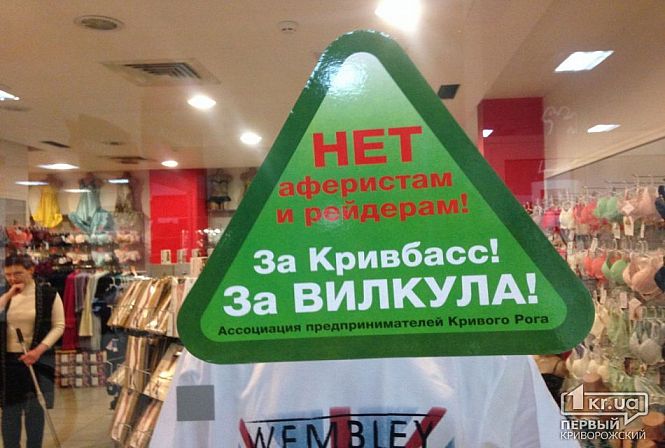 НЕТ
аферистам
и рейдерам!
За Кривбасс!
За ВИЛКУЛА!
Ассоциация предпринимателей Кривого Рога
WEMBLEY
1kr.ua
ПЕРВЫЙ
КРИВОРОЖСКИЙ